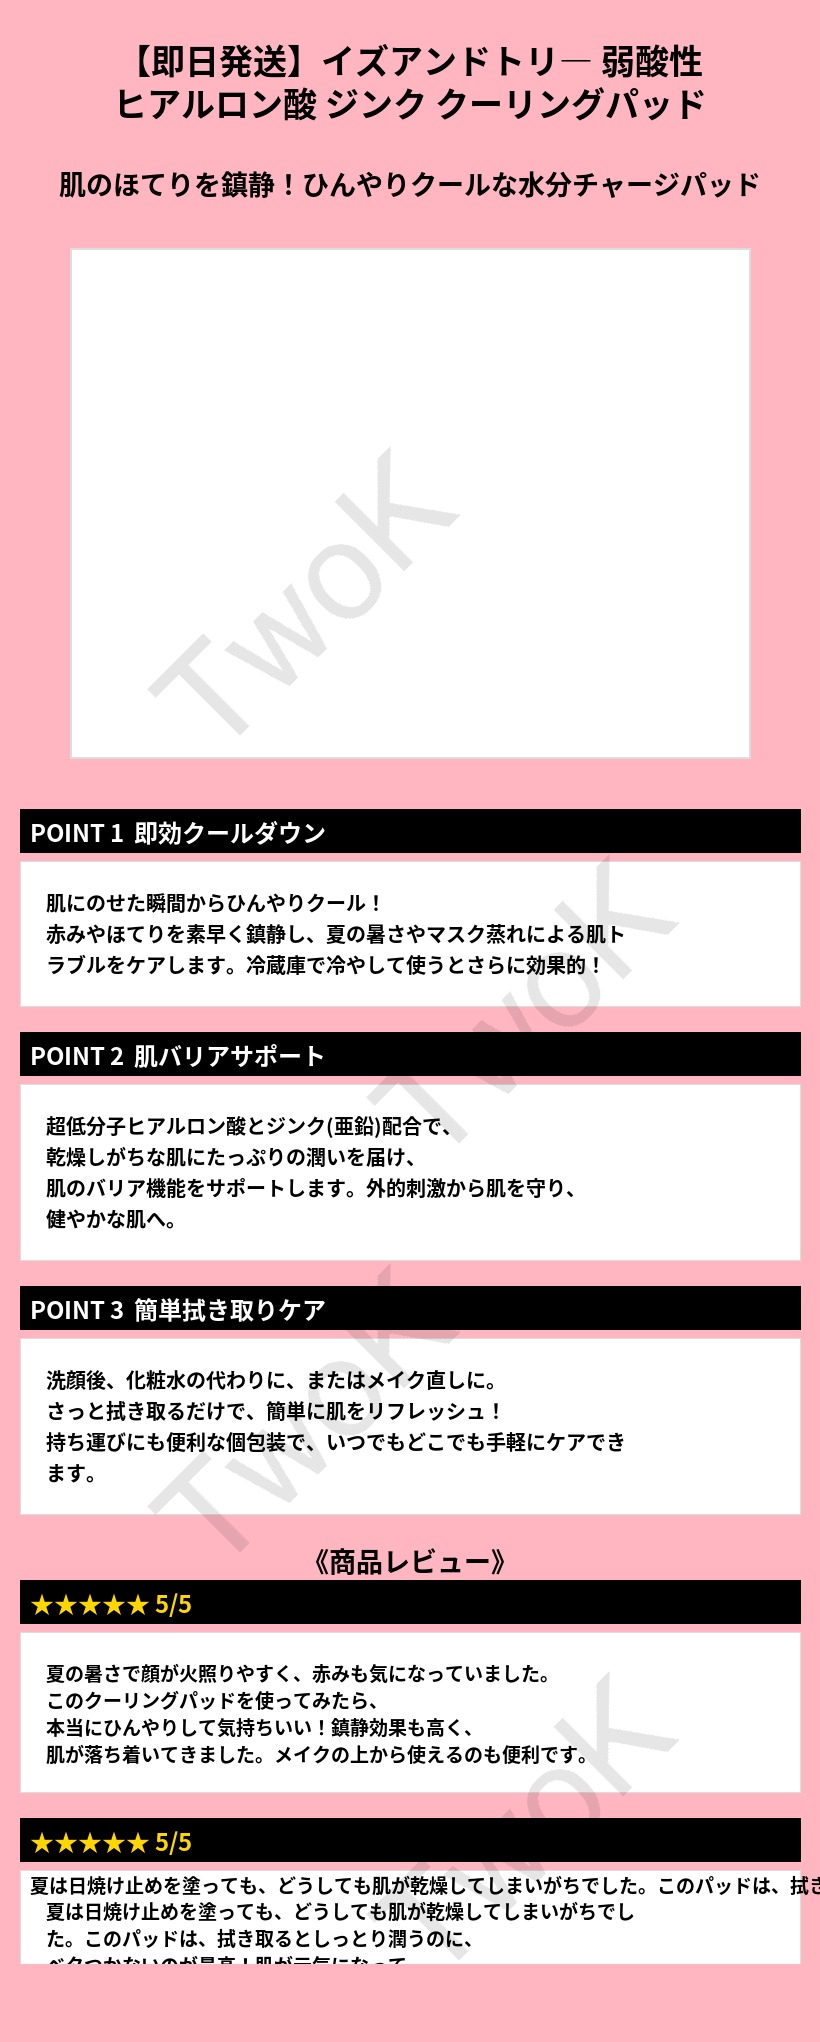 【即日発送】イズアンドトリ― 弱酸性
ヒアルロン酸 ジンク クーリングパッド
肌のほてりを鎮静！ひんやりクールな水分チャージパッド
TwoK
POINT 1 即効クールダウン
肌にのせた瞬間からひんやりクール！
赤みやほてりを素早く鎮静し、夏の暑さやマスク蒸れによる肌ト
ラブルをケアします。冷蔵庫で冷やして使うとさらに効果的！
TwoK
POINT 2 肌バリアサポート
超低分子ヒアルロン酸とジンク(亜鉛)配合で、
乾燥しがちな肌にたっぷりの潤いを届け、
肌のバリア機能をサポートします。外的刺激から肌を守り、
健やかな肌へ。
POINT 3 簡単拭き取りケア
洗顔後、化粧水の代わりに、またはメイク直しに。
さっと拭き取るだけで、簡単に肌をリフレッシュ！
持ち運びにも便利な個包装で、いつでもどこでも手軽にケアでき
ます。
TwoK
《商品レビュー》
★★★★★ 5/5
夏の暑さで顔が火照りやすく、赤みも気になっていました。
このクーリングパッドを使ってみたら、
本当にひんやりして気持ちいい！鎮静効果も高く、
肌が落ち着いてきました。メイクの上から使えるのも便利です。
TwoK
★★★★★ 5/5
夏は日焼け止めを塗っても、どうしても肌が乾燥してしまいがちでした。このパッドは、拭き
夏は日焼け止めを塗っても、どうしても肌が乾燥してしまいがちでし
た。このパッドは、拭き取るとしっとり潤うのに、
ベタつかないのが最高！肌が元気になって